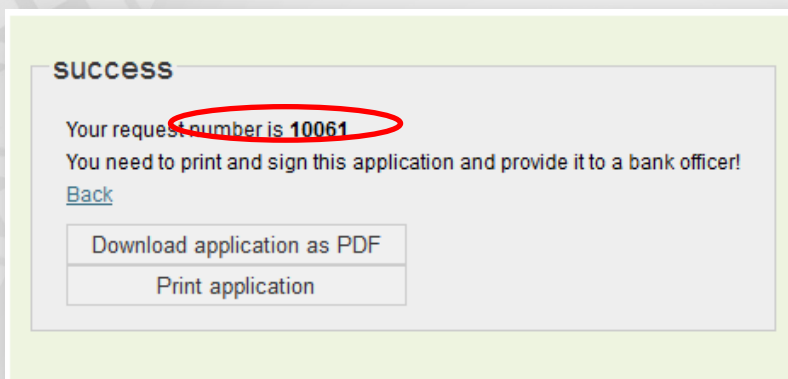 success
Your request number is 10061
You need to print and sign this application and provide it to a bank officer!
Back
Download application as PDF
Print application